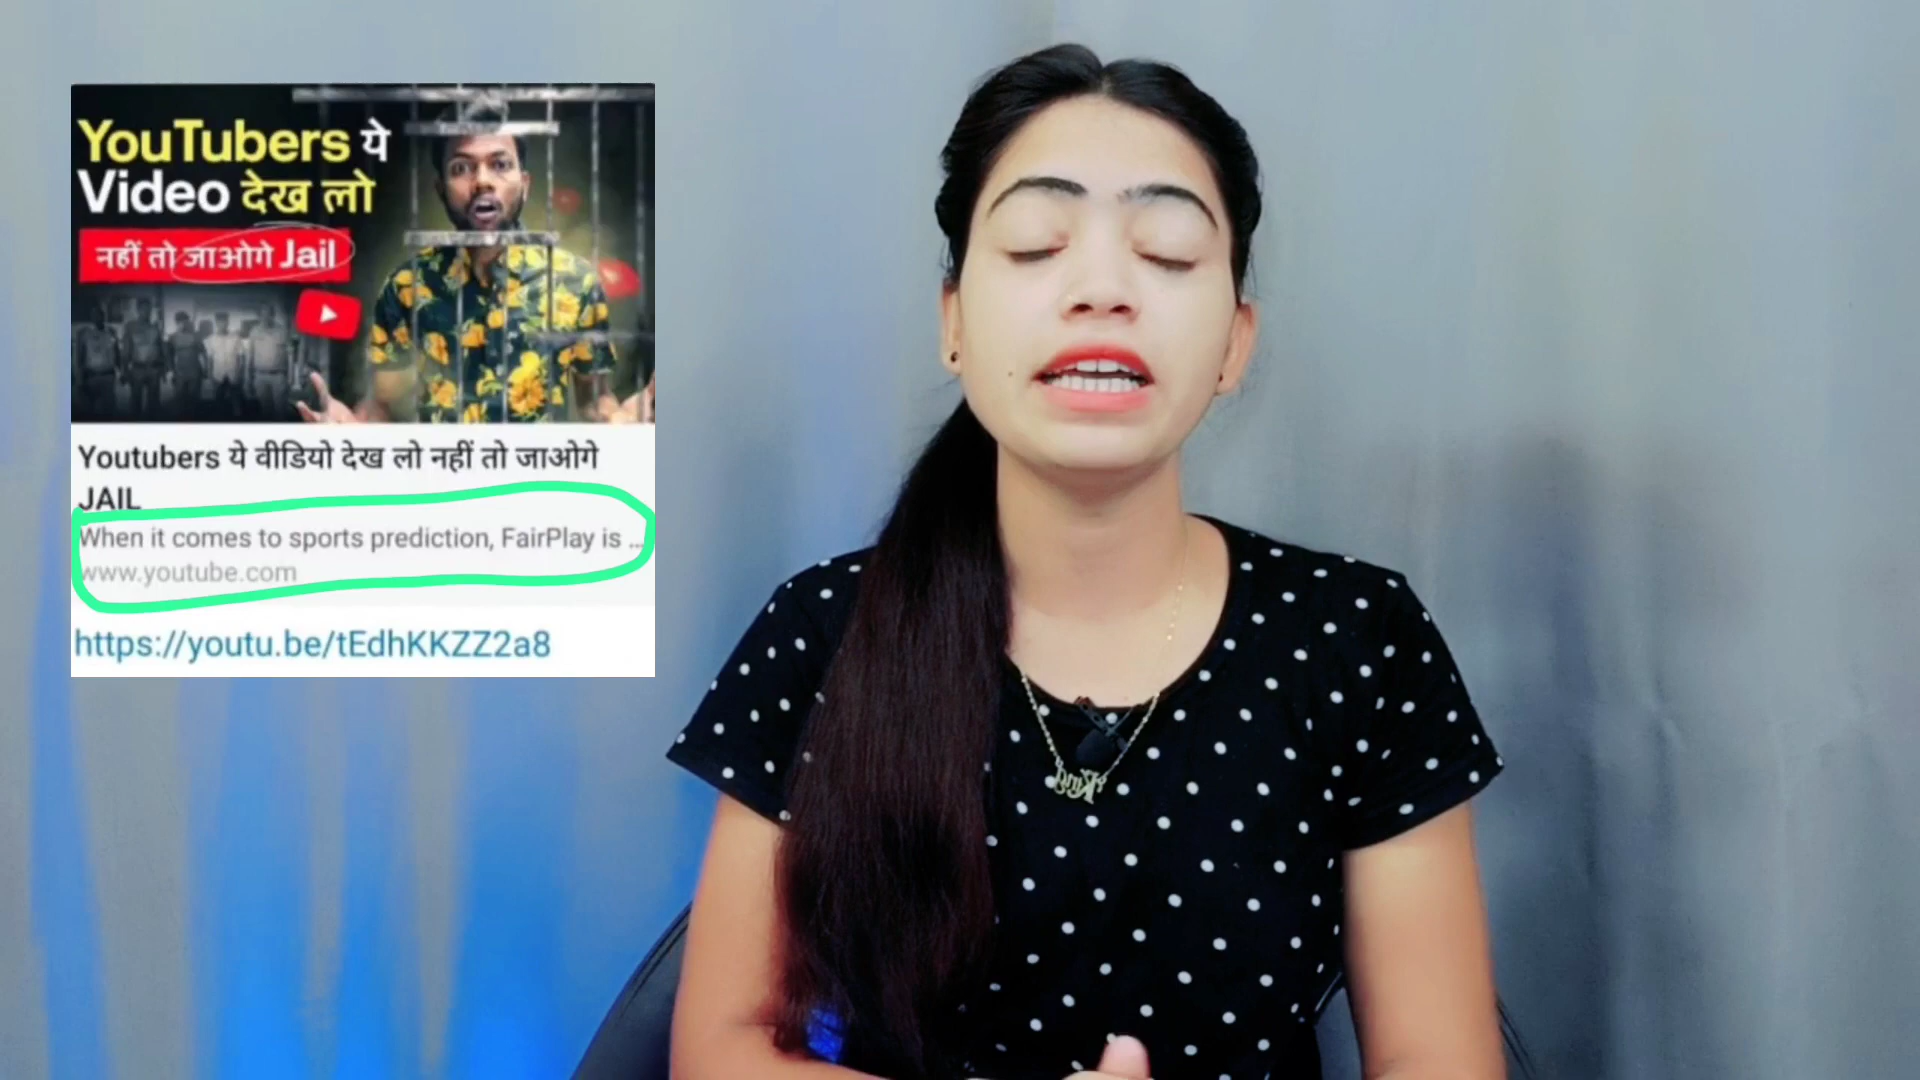 YouTubers ये
Video देख लो
नहीं तो जाओगे Jail
Youtubers ये वीडियो देख लो नहीं तो जाओगे
JAIL
When it comes to sports prediction, FairPlay is ...
www.youtube.com
https://youtu.be/tEdhKKZZ2a8